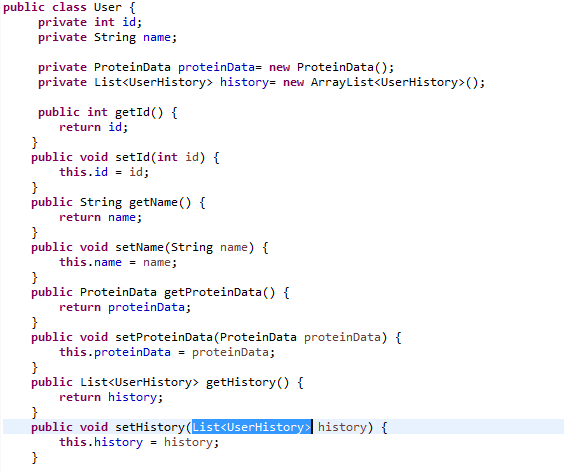 public class User {
private int id;
private String name;
private ProteinData proteinData= new ProteinData();
private List<UserHistory> history= new ArrayList<UserHistory>();
public int getId() {
return id;
}
public void setId(int id) {
this.id = id;
}
public String getName() {
return name;
}
public void setName(String name) {
this.name = name;
}
public ProteinData getProteinData() {
return proteinData;
}
public void setProteinData(ProteinData proteinData) {
this.proteinData = proteinData;
}
public List<UserHistory> getHistory() {
return history;
}
public void setHistory(List<UserHistory> history) {
this.history = history;
}